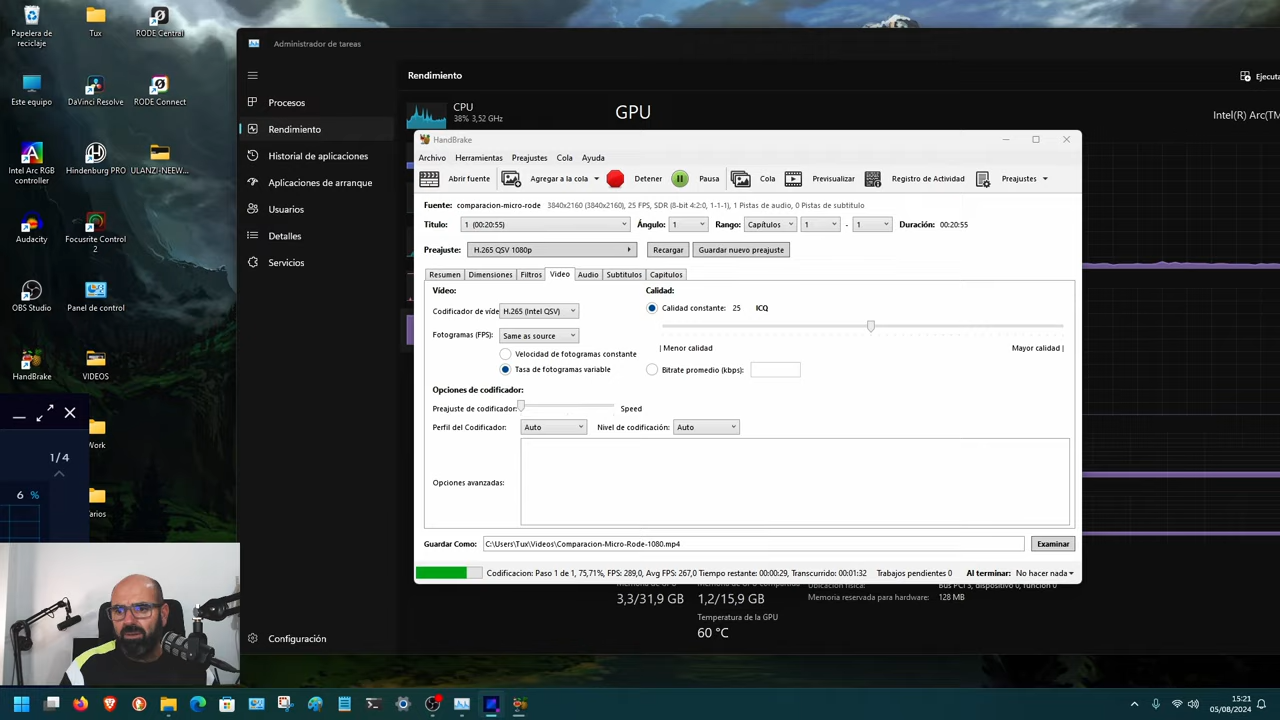 Papelera de
reciclaje
Tux
RODE Central
Este equipo
DaVinci Resolve
RODE Connect
Intel Arc RGB
controller
Hindenburg PRO
ULANZI-NEEW...
Audacity
Focusrite Control
OBS Studio
Panel de control
HandBrake
VIDEOS
Work
1/4
6 %
Varios
Administrador de tareas
Procesos
Rendimiento
Historial de aplicaciones
Aplicaciones de arranque
Usuarios
Detalles
Servicios
Configuración
Rendimiento
Ejecuta
CPU
38% 3,52 GHz
GPU
Intel(R) Arc(TM
HandBrake
Archivo Herramientas Preajustes Cola Ayuda
Abrir fuente Agregar a la cola Detener Pausa Cola Previsualizar Registro de Actividad Preajustes
Fuente: comparacion-micro-rode 3840x2160 (3840x2160), 25 FPS, SDR (8-bit 4:2:0, 1-1-1), 1 Pistas de audio, 0 Pistas de subtitulo
Titulo: 1 (00:20:55) Ángulo: 1 Rango: Capítulos 1 - 1 Duración: 00:20:55
Preajuste: H.265 QSV 1080p Recargar Guardar nuevo preajuste
Resumen Dimensiones Filtros Video Audio Subtitulos Capitulos
Vídeo: Calidad:
Codificador de víde H.265 (Intel QSV) Calidad constante: 25 ICQ
Fotogramas (FPS): Same as source
| Menor calidad Mayor calidad |
Velocidad de fotogramas constante
Tasa de fotogramas variable Bitrate promedio (kbps):
Opciones de codificador:
Preajuste de codificador: Speed
Perfil del Codificador: Auto Nivel de codificación: Auto
Opciones avanzadas:
Guardar Como: C:\Users\Tux\Videos\Comparacion-Micro-Rode-1080.mp4 Examinar
Codificacion: Paso 1 de 1, 75,71%, FPS: 289,0, Avg FPS: 267,0 Tiempo restante: 00:00:29, Transcurrido: 00:01:32 Trabajos pendientes 0 Al terminar: No hacer nada
3,3/31,9 GB 1,2/15,9 GB
Memoria reservada para hardware: 128 MB
Temperatura de la GPU
60 °C
15:21
05/08/2024